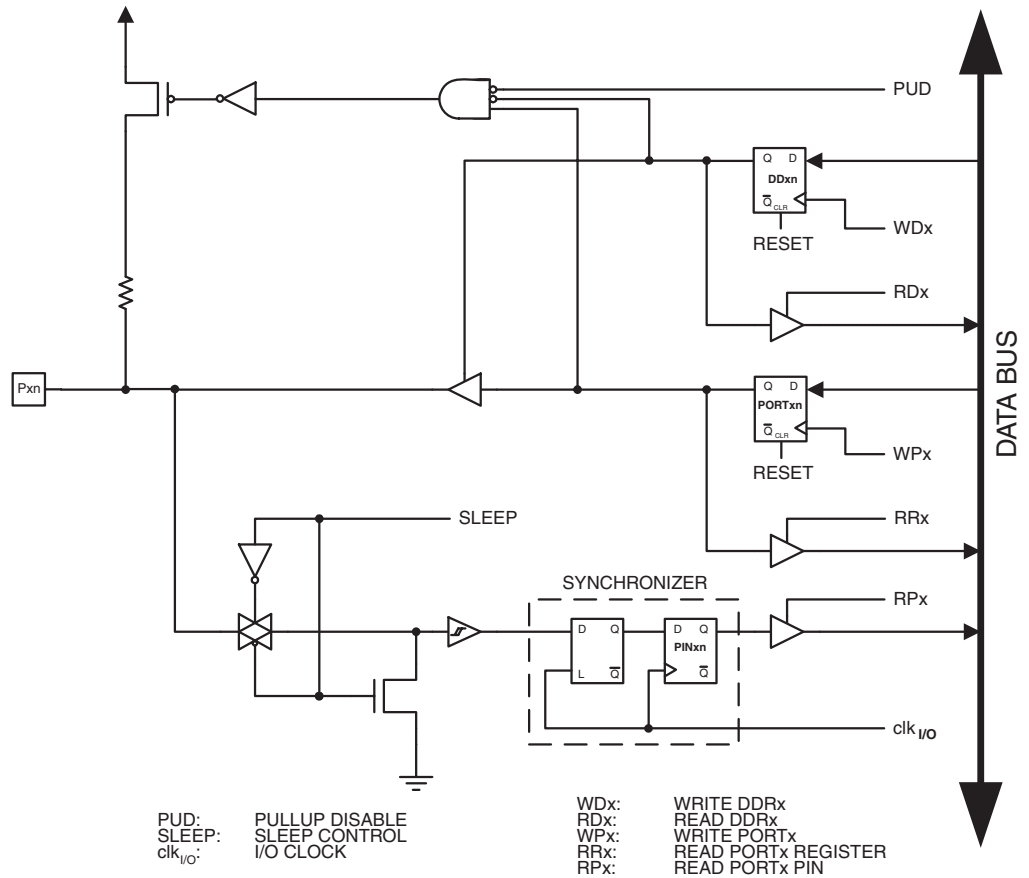 PUD
Q D
DDxn
Q CLR
WDx
RESET
RDx
Pxn
Q D
PORTxn
Q CLR
WPx
RESET
DATA BUS
SLEEP
RRx
SYNCHRONIZER
RPx
D Q
L Q
D Q
PINxn
Q
clkI/O
PUD: PULLUP DISABLE
SLEEP: SLEEP CONTROL
clkI/O: I/O CLOCK
WDx: WRITE DDRx
RDx: READ DDRx
WPx: WRITE PORTx
RRx: READ PORTx REGISTER
RPx: READ PORTx PIN